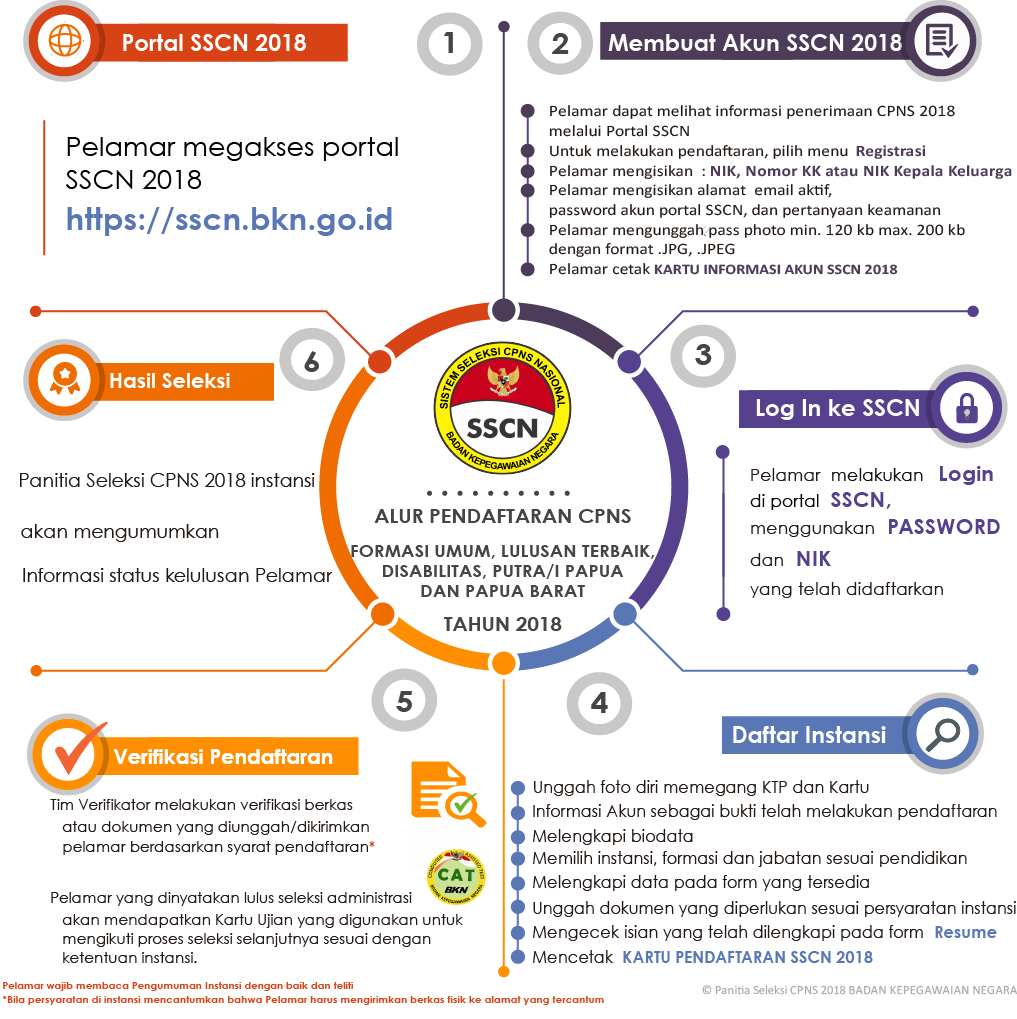 Portal SSCN 2018
1
Pelamar megakses portal
SSCN 2018
https://sscn.bkn.go.id
2
Membuat Akun SSCN 2018
Pelamar dapat melihat informasi penerimaan CPNS 2018
melalui Portal SSCN
Untuk melakukan pendaftaran, pilih menu Registrasi
Pelamar mengisikan : NIK, Nomor KK atau NIK Kepala Keluarga
Pelamar mengisikan alamat email aktif,
password akun portal SSCN, dan pertanyaan keamanan
Pelamar mengunggah pass photo min. 120 kb max. 200 kb
dengan format .JPG, .JPEG
Pelamar cetak KARTU INFORMASI AKUN SSCN 2018
3
Log In ke SSCN
Pelamar melakukan Login
di portal SSCN,
menggunakan PASSWORD
dan NIK
yang telah didaftarkan
SISTEM SELEKSI CPNS NASIONAL
SSCN
BADAN KEPEGAWAIAN NEGARA
ALUR PENDAFTARAN CPNS
FORMASI UMUM, LULUSAN TERBAIK,
DISABILITAS, PUTRA/I PAPUA
DAN PAPUA BARAT
TAHUN 2018
4
Daftar Instansi
Unggah foto diri memegang KTP dan Kartu
Informasi Akun sebagai bukti telah melakukan pendaftaran
Melengkapi biodata
Memilih instansi, formasi dan jabatan sesuai pendidikan
Melengkapi data pada form yang tersedia
Unggah dokumen yang diperlukan sesuai persyaratan instansi
Mengecek isian yang telah dilengkapi pada form Resume
Mencetak KARTU PENDAFTARAN SSCN 2018
5
Verifikasi Pendaftaran
Tim Verifikator melakukan verifikasi berkas
atau dokumen yang diunggah/dikirimkan
pelamar berdasarkan syarat pendaftaran*
COMPUTER ASSISTED TEST
CAT
BKN
BADAN KEPEGAWAIAN NEGARA
Pelamar yang dinyatakan lulus seleksi administrasi
akan mendapatkan Kartu Ujian yang digunakan untuk
mengikuti proses seleksi selanjutnya sesuai dengan
ketentuan instansi.
6
Hasil Seleksi
Panitia Seleksi CPNS 2018 instansi
akan mengumumkan
Informasi status kelulusan Pelamar
Pelamar wajib membaca Pengumuman Instansi dengan baik dan teliti
*Bila persyaratan di instansi mencantumkan bahwa Pelamar harus mengirimkan berkas fisik ke alamat yang tercantum
© Panitia Seleksi CPNS 2018 BADAN KEPEGAWAIAN NEGARA